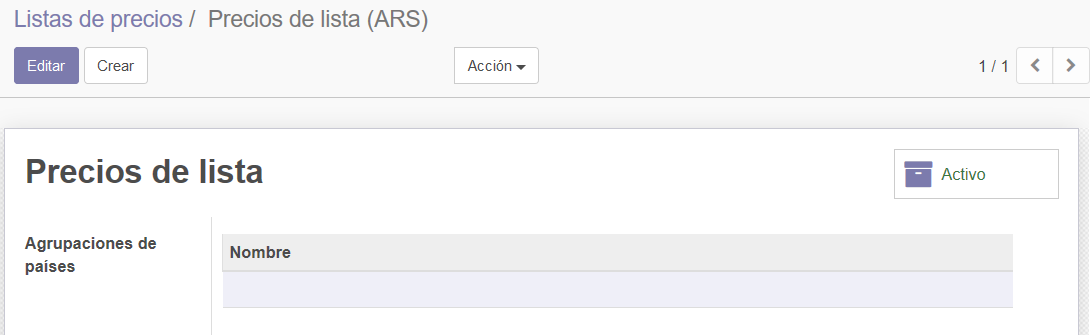 Listas de precios / Precios de lista (ARS)
Editar Crear Acción 1 / 1
Precios de lista
Activo
Agrupaciones de
países
Nombre